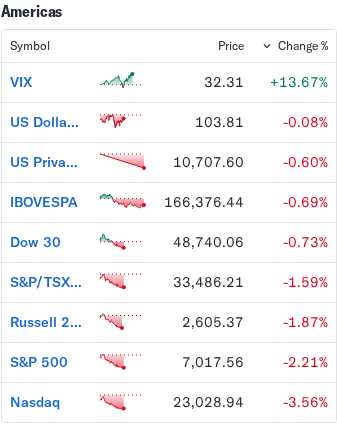 Americas
Symbol Price Change %
VIX 32.31 +13.67%
US Dolla... 103.81 -0.08%
US Priva... 10,707.60 -0.60%
IBOVESPA 166,376.44 -0.69%
Dow 30 48,740.06 -0.73%
S&P/TSX... 33,486.21 -1.59%
Russell 2... 2,605.37 -1.87%
S&P 500 7,017.56 -2.21%
Nasdaq 23,028.94 -3.56%